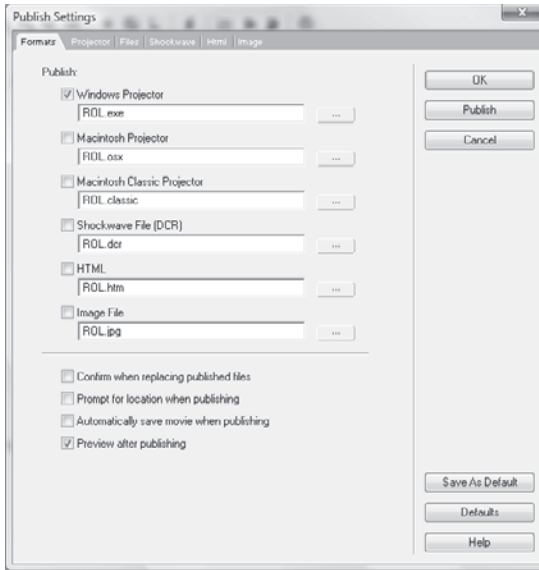 Publish Settings
Formats Projector Files Shockwave Html Image
Publish:
Windows Projector
ROL.exe
...
Macintosh Projector
ROL.osx
...
Macintosh Classic Projector
ROL.classic
...
Shockwave File (DCR)
ROL.dcr
...
HTML
ROL.htm
...
Image File
ROL.jpg
...
Confirm when replacing published files
Prompt for location when publishing
Automatically save movie when publishing
Preview after publishing
OK
Publish
Cancel
Save As Default
Defaults
Help